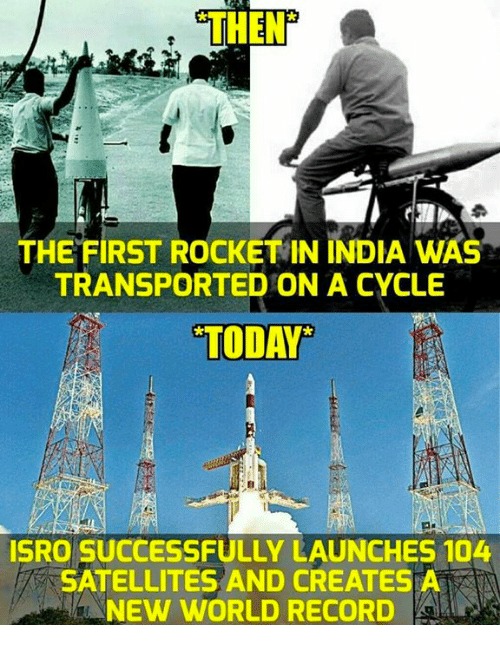 *THEN*
THE FIRST ROCKET IN INDIA WAS
TRANSPORTED ON A CYCLE
*TODAY*
ISRO SUCCESSFULLY LAUNCHES 104
SATELLITES AND CREATES A
NEW WORLD RECORD